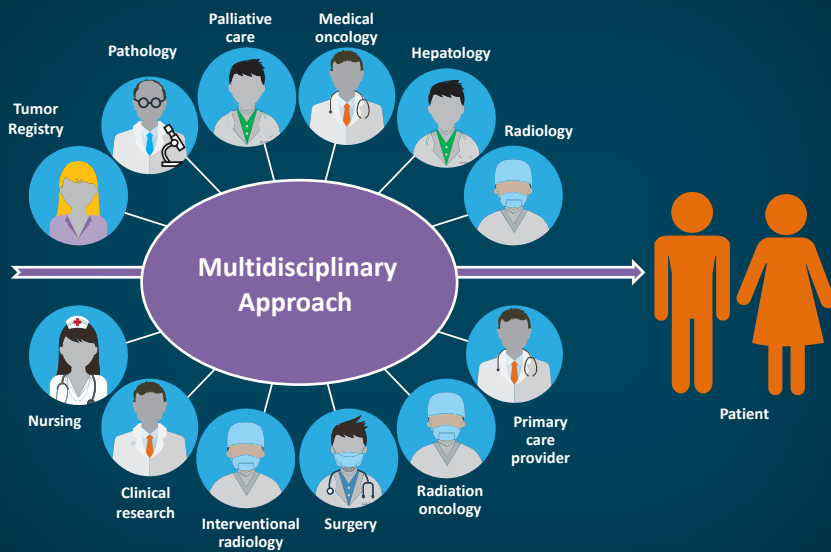 Palliative
care
Medical
oncology
Pathology
Hepatology
Tumor
Registry
Radiology
Multidisciplinary
Approach
Nursing
Clinical
research
Interventional
radiology
Surgery
Radiation
oncology
Primary
care
provider
Patient